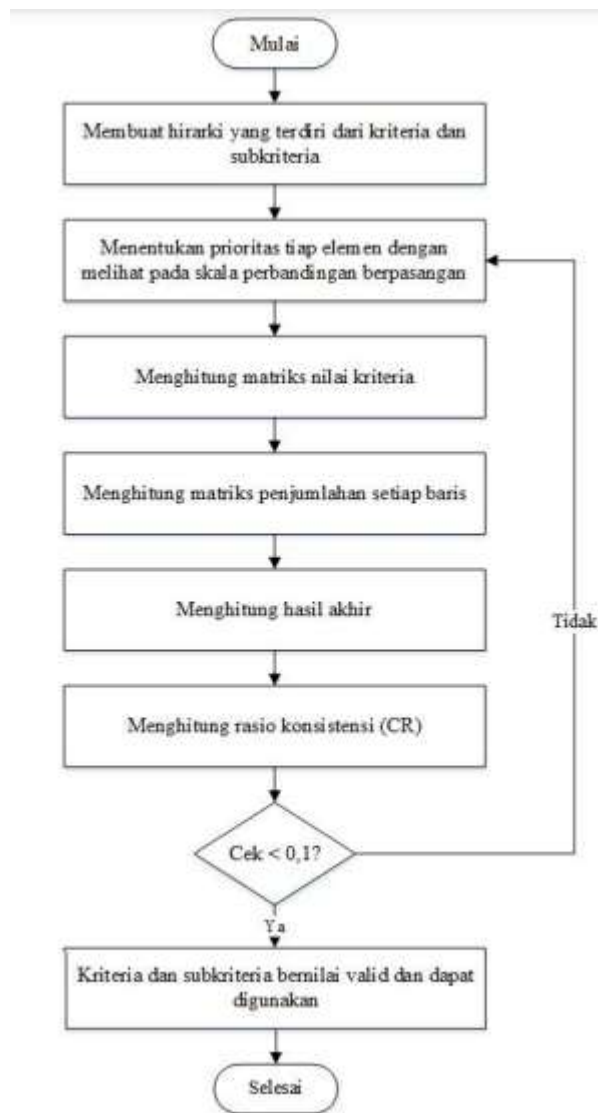 Mulai
Membuat hirarki yang terdiri dari kriteria dan
subkriteria
Menentukan prioritas tiap elemen dengan
melihat pada skala perbandingan berpasangan
Menghitung matriks nilai kriteria
Menghitung matriks penjumlahan setiap baris
Menghitung hasil akhir
Tidak
Menghitung rasio konsistensi (CR)
Cek < 0,1?
Ya
Kriteria dan subkriteria bernilai valid dan dapat
digunakan
Selesai